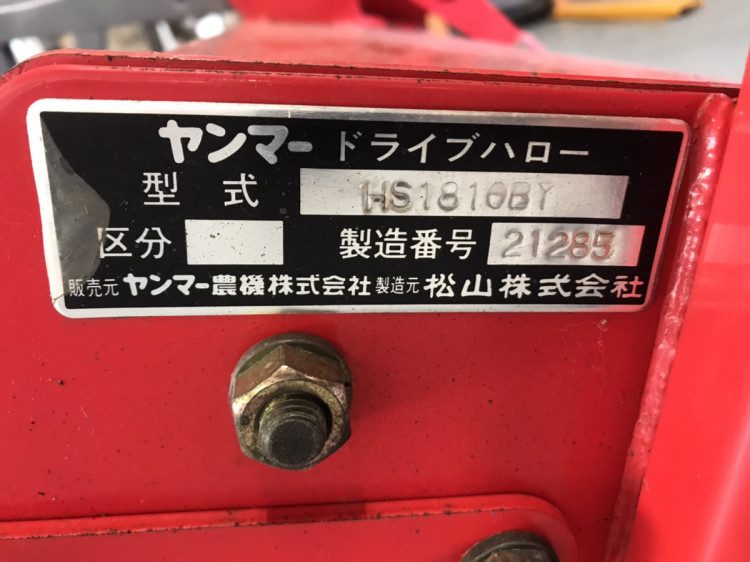 ヤンマー ドライブハロー
型式 HS1810BY
区分 製造番号 21285
販売元 ヤンマー農機株式会社 製造元 松山株式会社